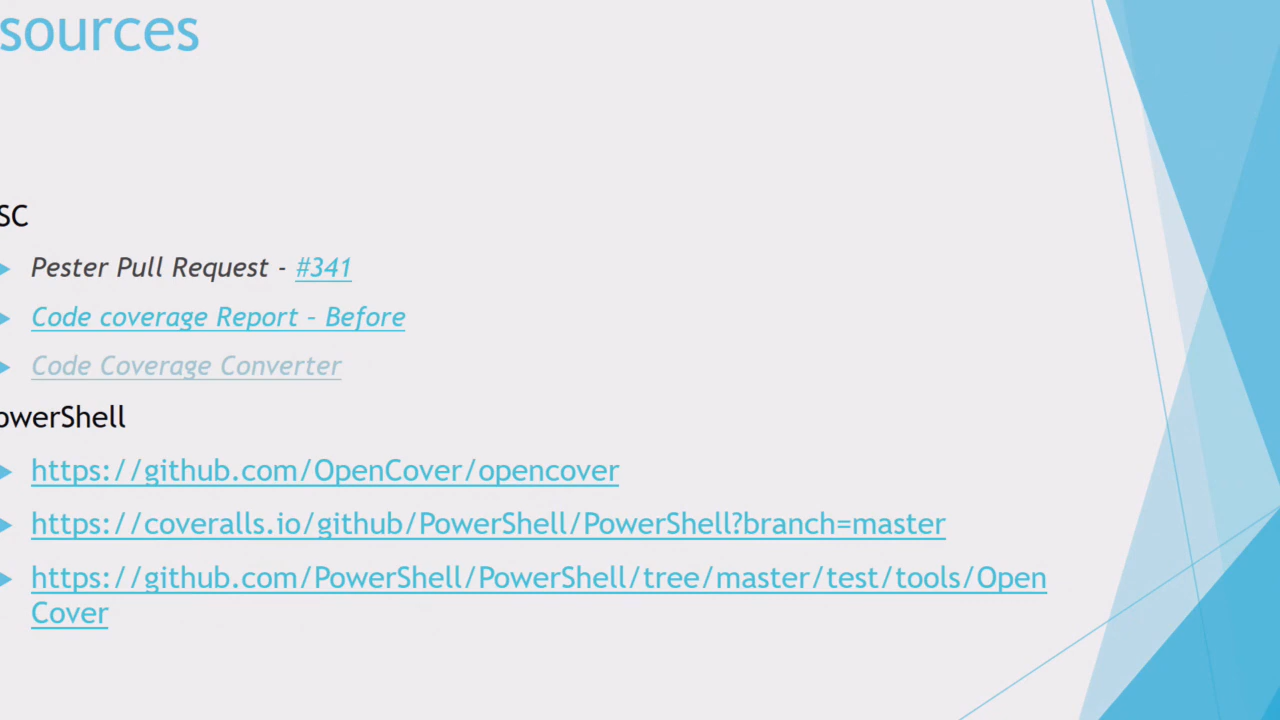 sources
SC
Pester Pull Request - #341
Code coverage Report – Before
Code Coverage Converter
owerShell
https://github.com/OpenCover/opencover
https://coveralls.io/github/PowerShell/PowerShell?branch=master
https://github.com/PowerShell/PowerShell/tree/master/test/tools/Open
Cover